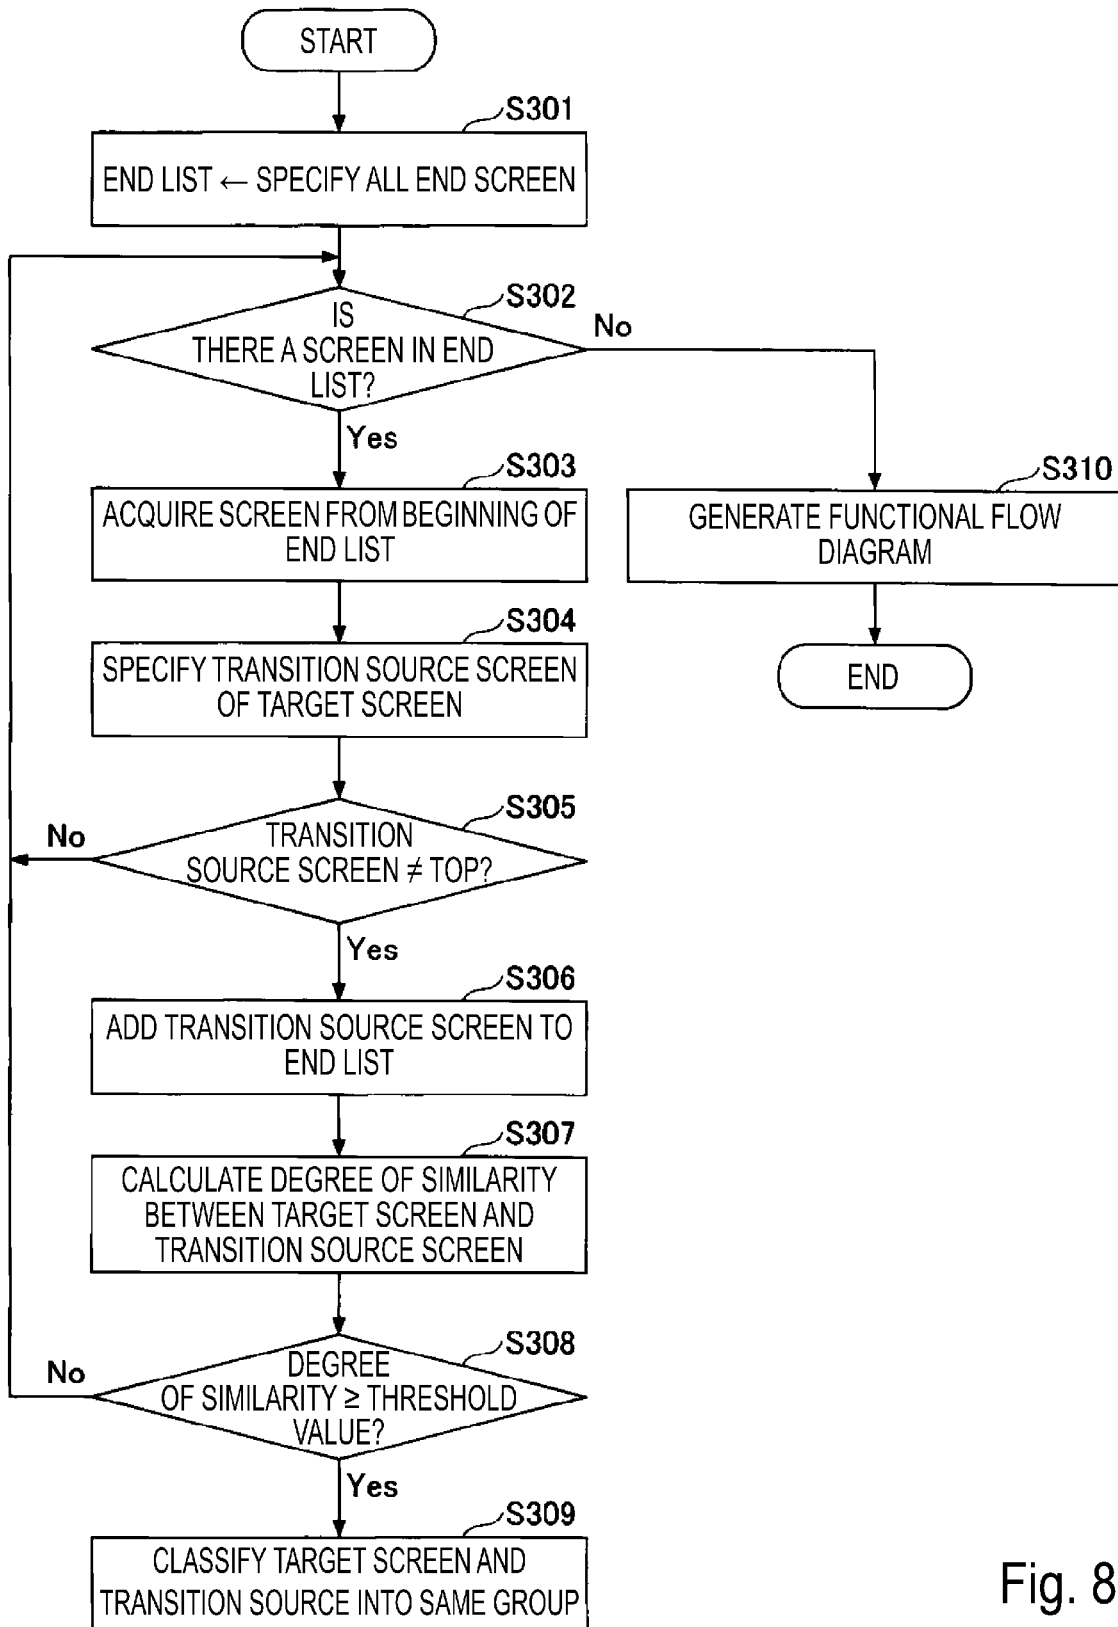 START
S301
END LIST ← SPECIFY ALL END SCREEN
S302
IS
THERE A SCREEN IN END
LIST?
No
Yes
S303
ACQUIRE SCREEN FROM BEGINNING OF
END LIST
S310
GENERATE FUNCTIONAL FLOW
DIAGRAM
END
S304
SPECIFY TRANSITION SOURCE SCREEN
OF TARGET SCREEN
S305
TRANSITION
SOURCE SCREEN ≠ TOP?
No
Yes
S306
ADD TRANSITION SOURCE SCREEN TO
END LIST
S307
CALCULATE DEGREE OF SIMILARITY
BETWEEN TARGET SCREEN AND
TRANSITION SOURCE SCREEN
S308
DEGREE
OF SIMILARITY ≥ THRESHOLD
VALUE?
No
Yes
S309
CLASSIFY TARGET SCREEN AND
TRANSITION SOURCE INTO SAME GROUP
Fig. 8